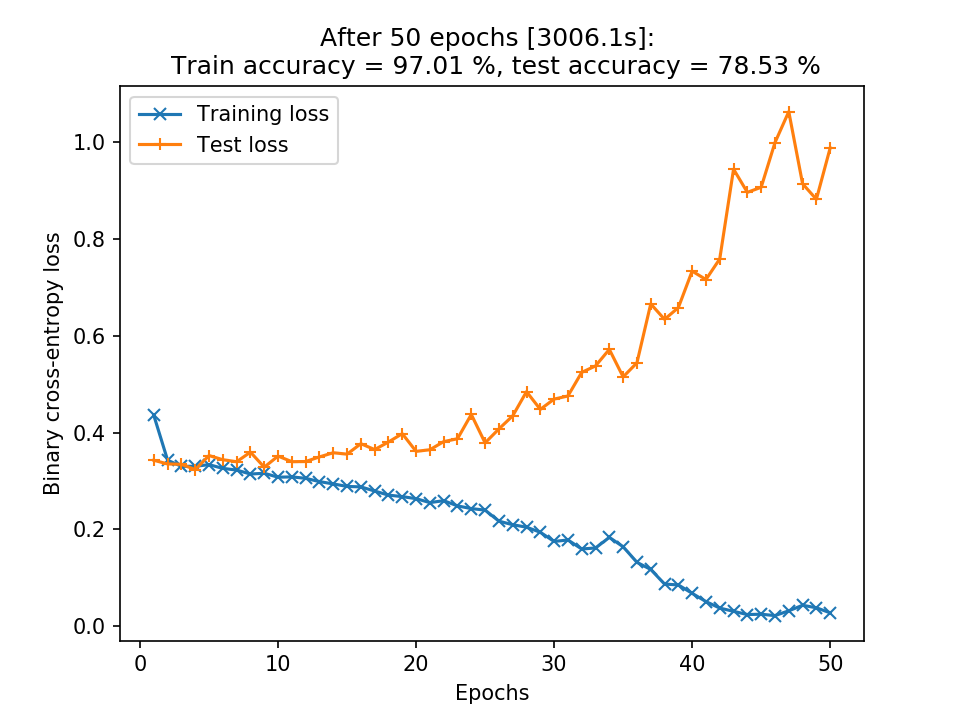 After 50 epochs [3006.1s]:
Train accuracy = 97.01 %, test accuracy = 78.53 %
Training loss
Test loss
Binary cross-entropy loss
1.0
0.8
0.6
0.4
0.2
0.0
0 10 20 30 40 50
Epochs